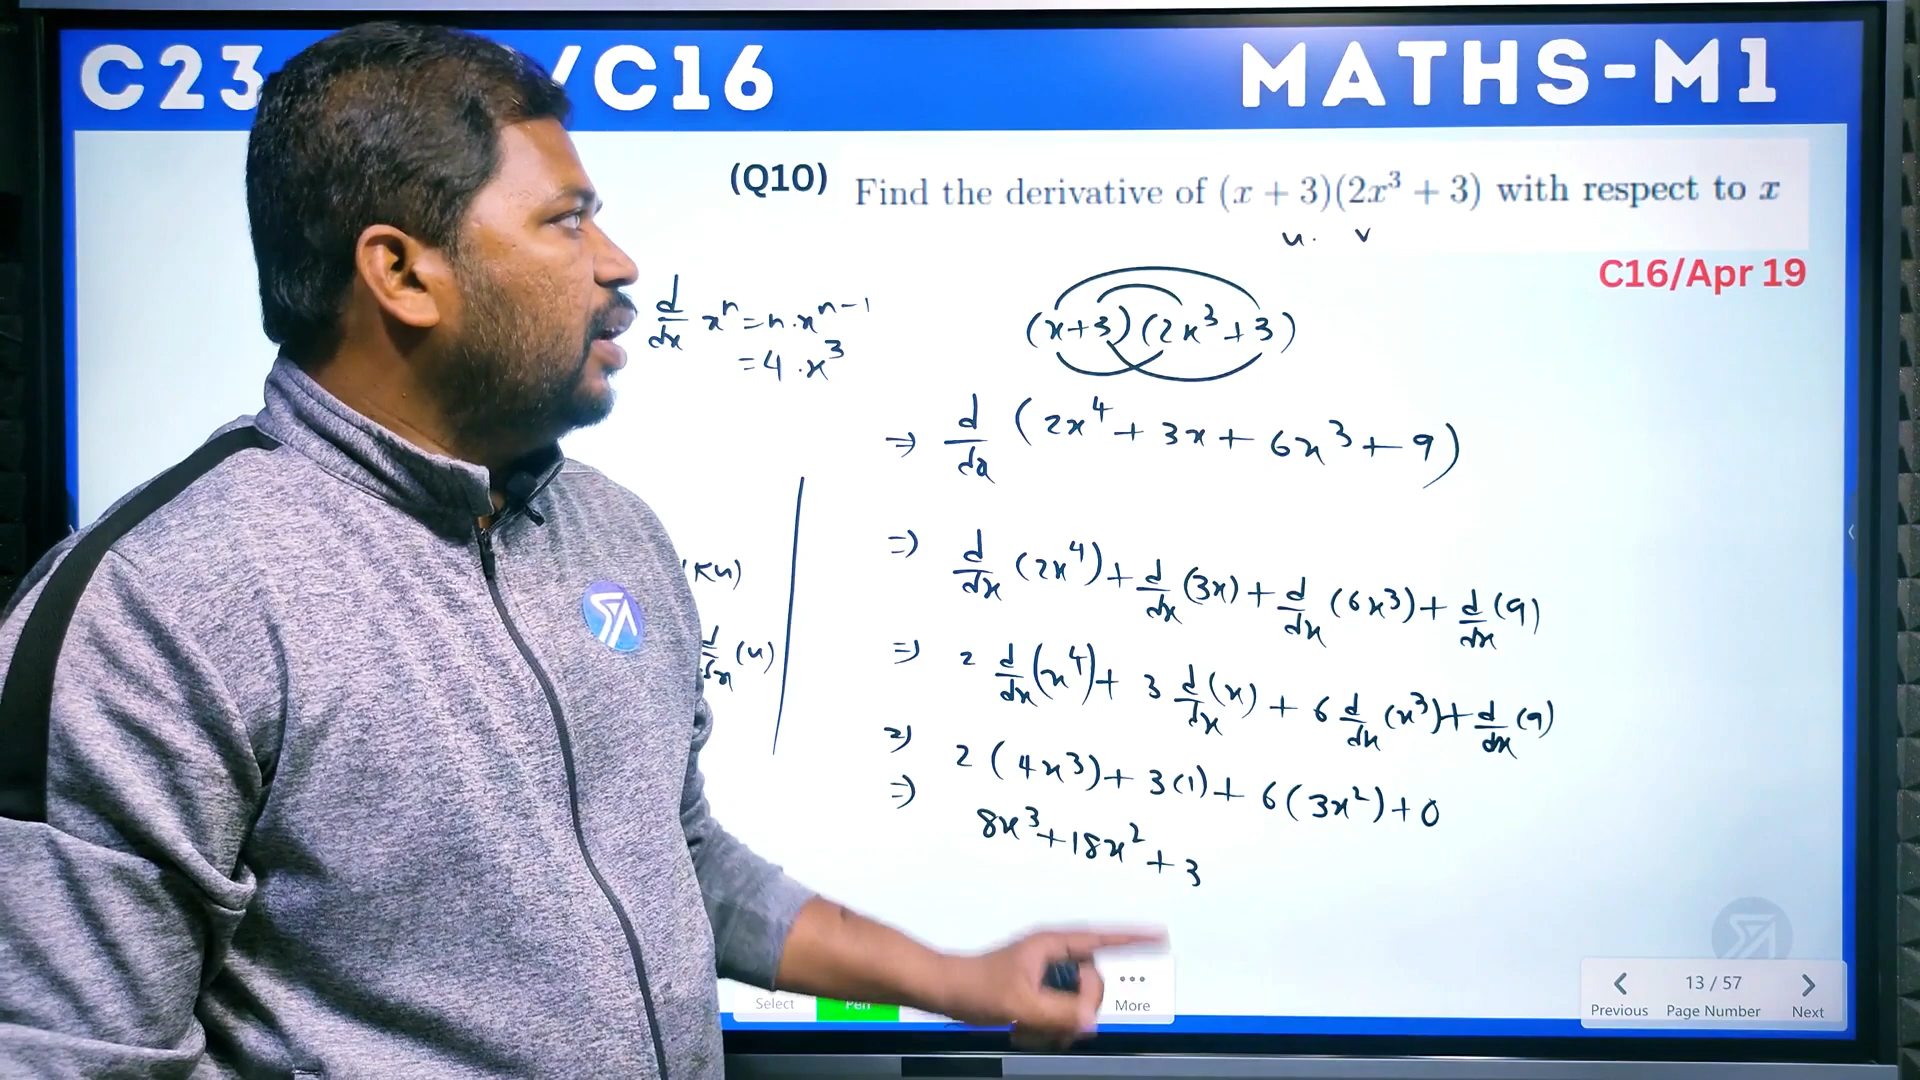 C23 /C16 MATHS-M1
(Q10) Find the derivative of (x + 3)(2x³ + 3) with respect to x
u. v
C16/Apr 19
d/dx xⁿ = n.xⁿ⁻¹
= 4.x³
(x+3)(2x³+3)
⇒ d/dx (2x⁴ + 3x + 6x³ + 9)
⇒ d/dx (2x⁴) + d/dx (3x) + d/dx (6x³) + d/dx (9)
(Ku)
d/dx (u)
⇒ 2 d/dx (x⁴) + 3 d/dx (x) + 6 d/dx (x³) + d/dx (9)
⇒ 2(4x³) + 3(1) + 6(3x²) + 0
⇒ 8x³ + 18x² + 3
SA
Select Pen More
13 / 57
Previous Page Number Next